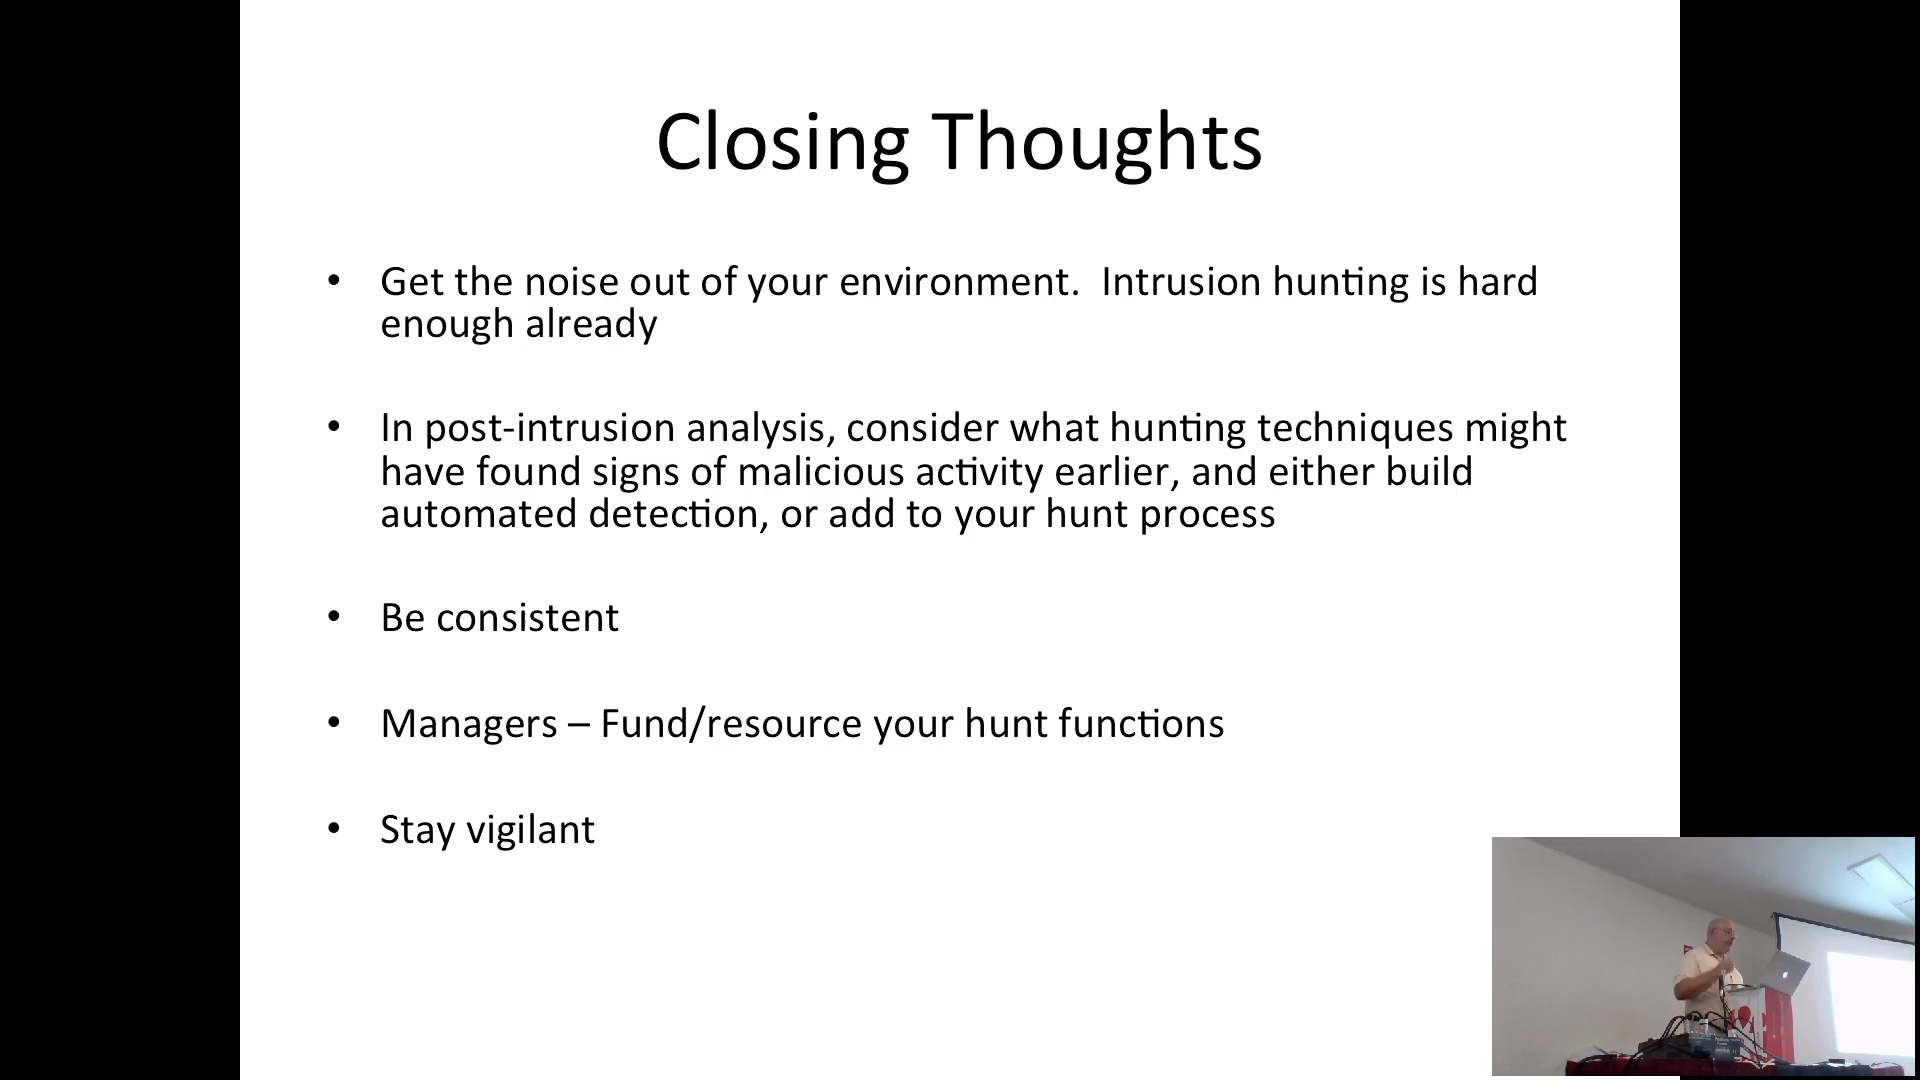 Closing Thoughts
• Get the noise out of your environment.  Intrusion hunting is hard
enough already
• In post-intrusion analysis, consider what hunting techniques might
have found signs of malicious activity earlier, and either build
automated detection, or add to your hunt process
• Be consistent
• Managers – Fund/resource your hunt functions
• Stay vigilant